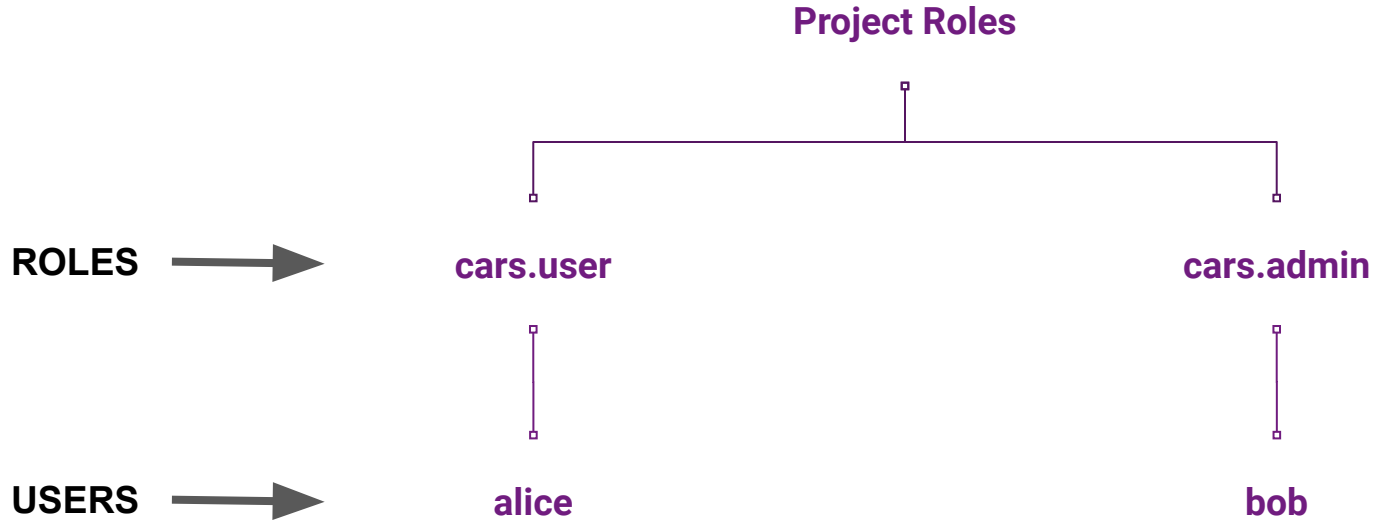 Project Roles
ROLES
cars.user
cars.admin
USERS
alice
bob